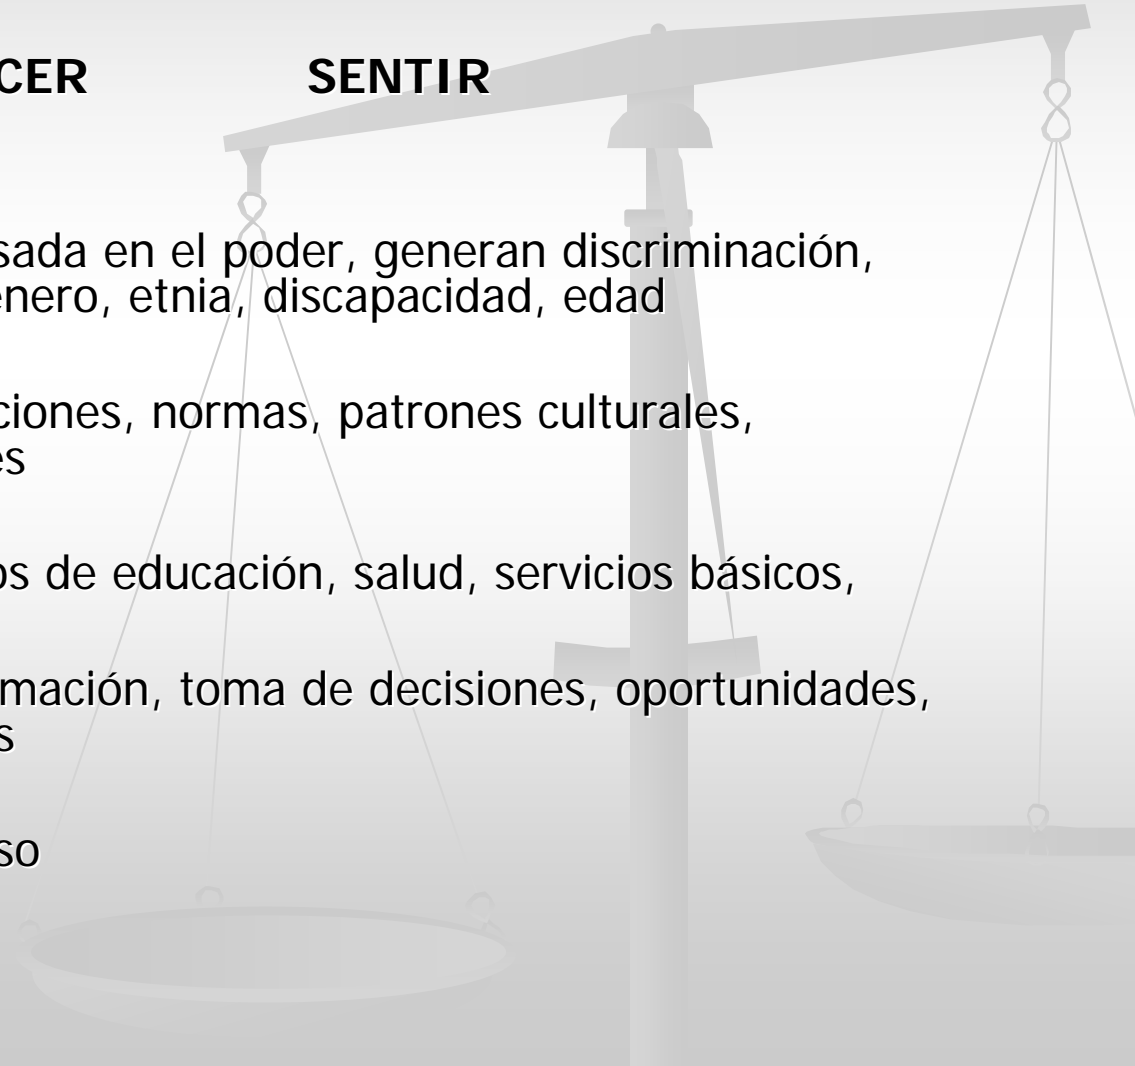 CER SENTIR
sada en el poder, generan discriminación,
enero, etnia, discapacidad, edad
ciones, normas, patrones culturales,
es
os de educación, salud, servicios básicos,
mación, toma de decisiones, oportunidades,
s
so